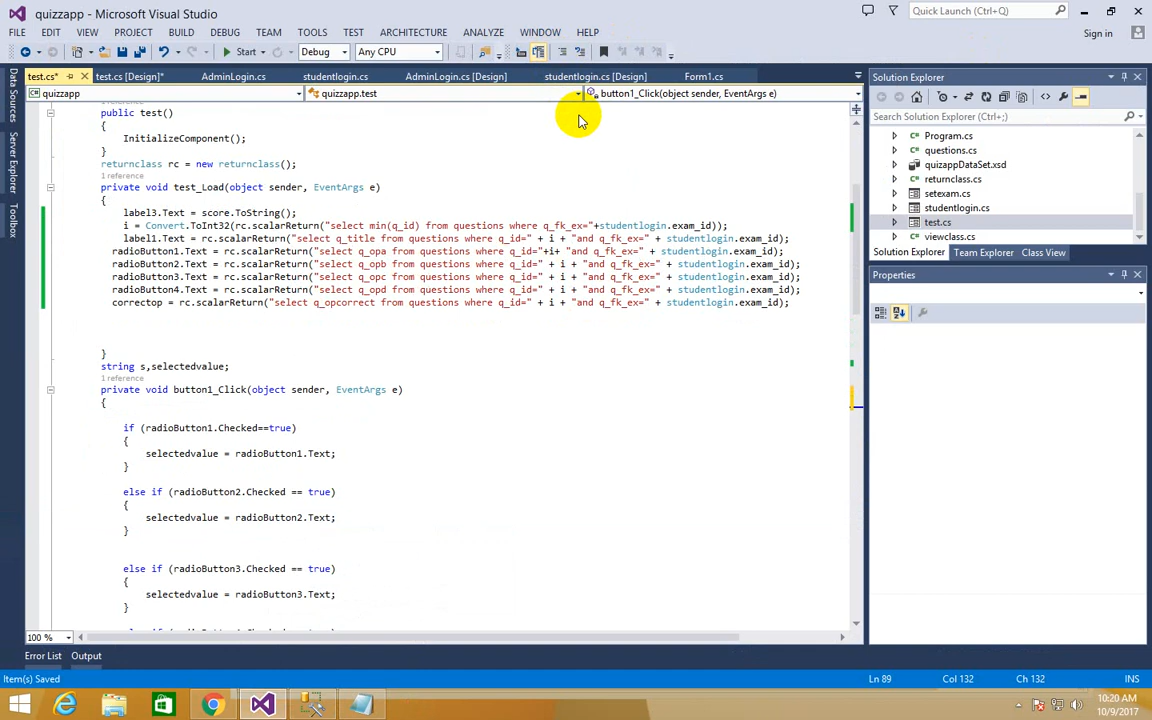 quizzapp - Microsoft Visual Studio
Quick Launch (Ctrl+Q)
FILE EDIT VIEW PROJECT BUILD DEBUG TEAM TOOLS TEST ARCHITECTURE ANALYZE WINDOW HELP
Sign in
Start Debug Any CPU
test.cs* test.cs [Design]* AdminLogin.cs studentlogin.cs AdminLogin.cs [Design] studentlogin.cs [Design] Form1.cs
quizzapp quizzapp.test button1_Click(object sender, EventArgs e)
Data Sources
Server Explorer
Toolbox
public test()
{
InitializeComponent();
}
returnclass rc = new returnclass();
1 reference
private void test_Load(object sender, EventArgs e)
{
label3.Text = score.ToString();
i = Convert.ToInt32(rc.scalarReturn("select min(q_id) from questions where q_fk_ex="+studentlogin.exam_id));
label1.Text = rc.scalarReturn("select q_title from questions where q_id=" + i + "and q_fk_ex=" + studentlogin.exam_id);
radioButton1.Text = rc.scalarReturn("select q_opa from questions where q_id="+i+ "and q_fk_ex=" + studentlogin.exam_id);
radioButton2.Text = rc.scalarReturn("select q_opb from questions where q_id=" + i + "and q_fk_ex=" + studentlogin.exam_id);
radioButton3.Text = rc.scalarReturn("select q_opc from questions where q_id=" + i + "and q_fk_ex=" + studentlogin.exam_id);
radioButton4.Text = rc.scalarReturn("select q_opd from questions where q_id=" + i + "and q_fk_ex=" + studentlogin.exam_id);
correctop = rc.scalarReturn("select q_opcorrect from questions where q_id=" + i + "and q_fk_ex=" + studentlogin.exam_id);
}
string s,selectedvalue;
1 reference
private void button1_Click(object sender, EventArgs e)
{
if (radioButton1.Checked==true)
{
selectedvalue = radioButton1.Text;
}
else if (radioButton2.Checked == true)
{
selectedvalue = radioButton2.Text;
}
else if (radioButton3.Checked == true)
{
selectedvalue = radioButton3.Text;
}
100 %
Solution Explorer
Search Solution Explorer (Ctrl+;)
Program.cs
questions.cs
quizappDataSet.xsd
returnclass.cs
setexam.cs
studentlogin.cs
test.cs
viewclass.cs
Solution Explorer Team Explorer Class View
Properties
Error List Output
Item(s) Saved Ln 89 Col 132 Ch 132 INS
10:20 AM
10/9/2017